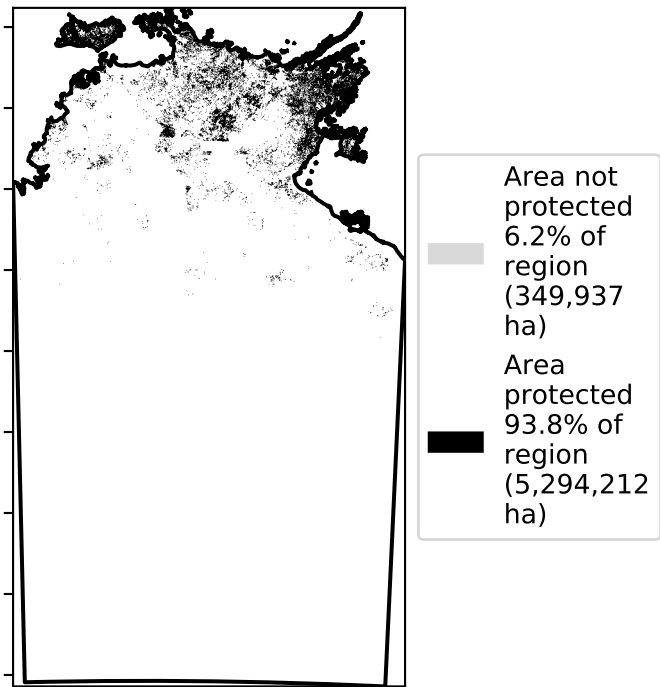 Area not
protected
6.2% of
region
(349,937
ha)
Area
protected
93.8% of
region
(5,294,212
ha)